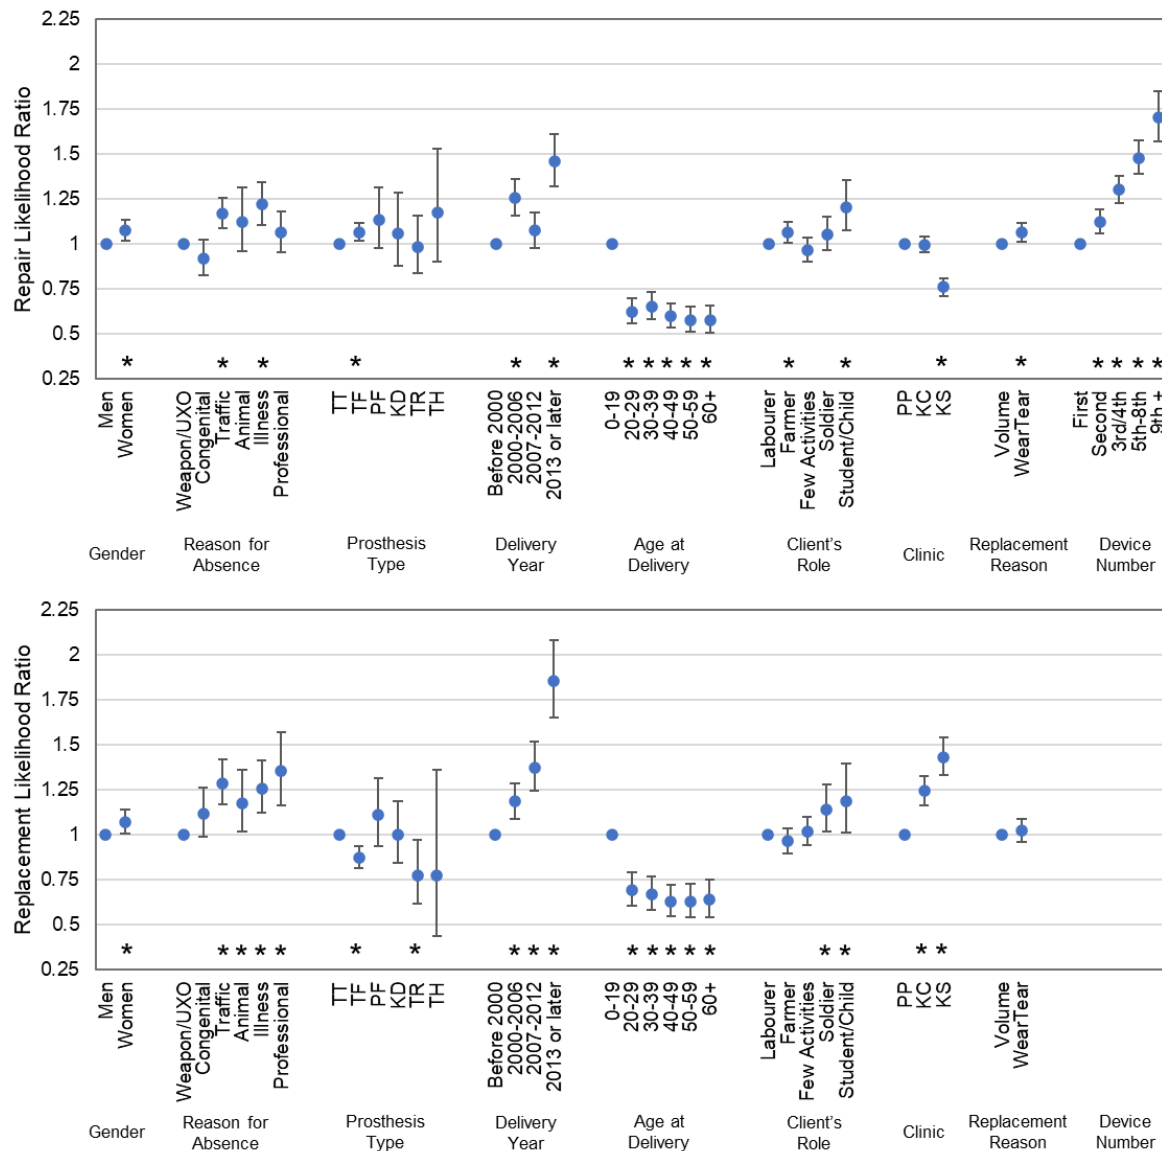 Repair Likelihood Ratio
2.25
2
1.75
1.5
1.25
1
0.75
0.5
0.25
* * * * * * * * * * * * * * * * * *
Men
Women
Weapon/UXO
Congenital
Traffic
Animal
Illness
Professional
TT
TF
PF
KD
TR
TH
Before 2000
2000-2006
2007-2012
2013 or later
0-19
20-29
30-39
40-49
50-59
60+
Labourer
Farmer
Few Activities
Soldier
Student/Child
PP
KC
KS
Volume
WearTear
First
Second
3rd/4th
5th-8th
9th +
Gender
Reason for
Absence
Prosthesis
Type
Delivery
Year
Age at
Delivery
Client's
Role
Clinic
Replacement
Reason
Device
Number
Replacement Likelihood Ratio
2.25
2
1.75
1.5
1.25
1
0.75
0.5
0.25
* * * * * * * * * * * * * * * * * * *
Men
Women
Weapon/UXO
Congenital
Traffic
Animal
Illness
Professional
TT
TF
PF
KD
TR
TH
Before 2000
2000-2006
2007-2012
2013 or later
0-19
20-29
30-39
40-49
50-59
60+
Labourer
Farmer
Few Activities
Soldier
Student/Child
PP
KC
KS
Volume
WearTear
Gender
Reason for
Absence
Prosthesis
Type
Delivery
Year
Age at
Delivery
Client's
Role
Clinic
Replacement
Reason
Device
Number